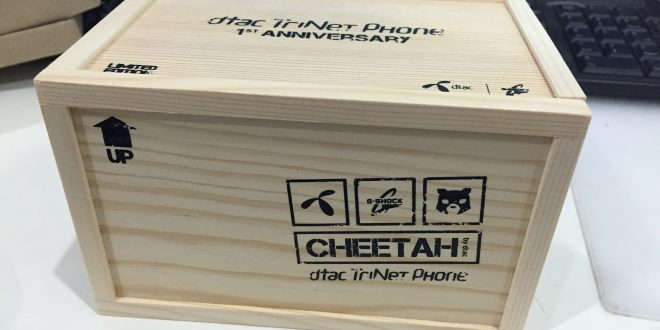 dtac TriNet Phone
1ST ANNIVERSARY
LIMITED
EDITION
dtac
UP
G-SHOCK
CHEETAH by dtac
dtac TriNet Phone